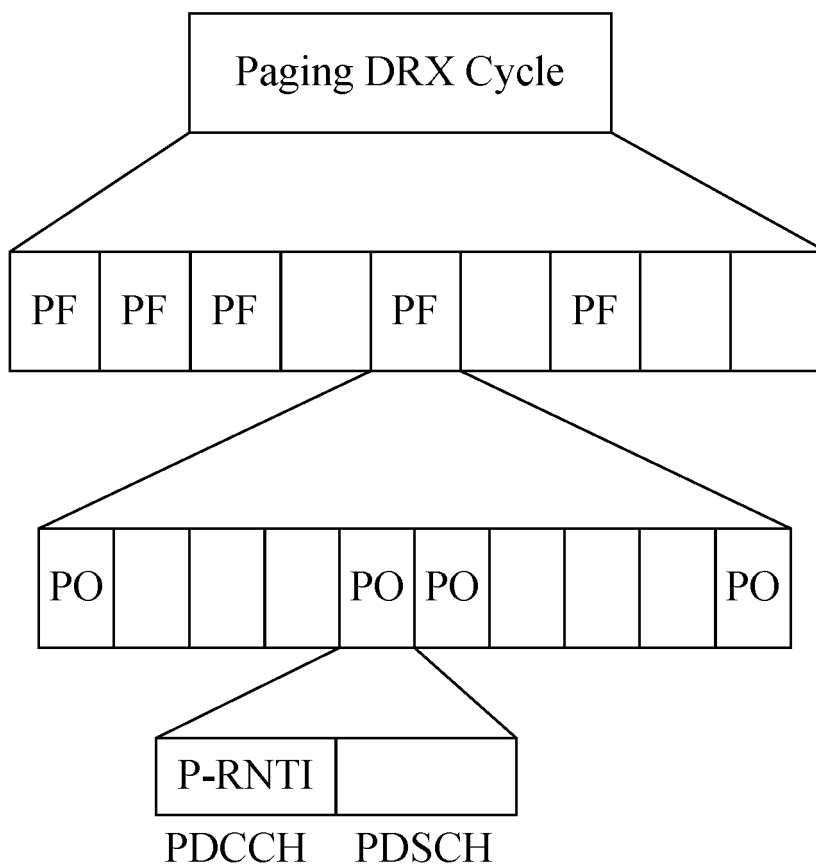 Paging DRX Cycle
PF PF PF PF PF
PO PO PO PO
P-RNTI
PDCCH PDSCH